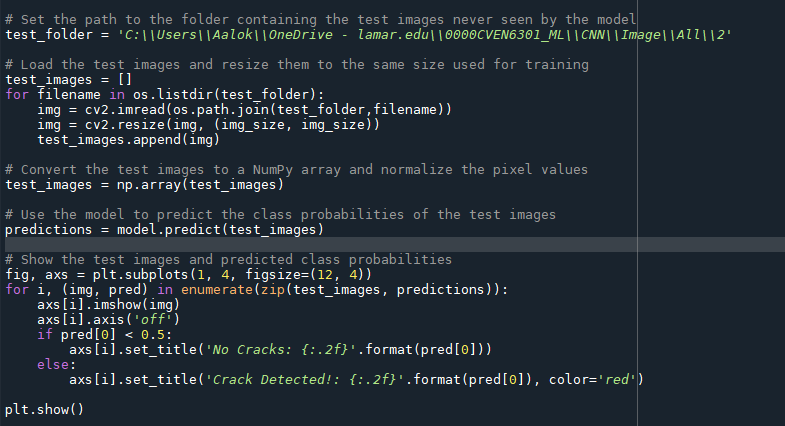 # Set the path to the folder containing the test images never seen by the model
test_folder = 'C:\\Users\\Aalok\\OneDrive - lamar.edu\\0000CVEN6301_ML\\CNN\\Image\\All\\2'
# Load the test images and resize them to the same size used for training
test_images = []
for filename in os.listdir(test_folder):
    img = cv2.imread(os.path.join(test_folder,filename))
    img = cv2.resize(img, (img_size, img_size))
    test_images.append(img)
# Convert the test images to a NumPy array and normalize the pixel values
test_images = np.array(test_images)
# Use the model to predict the class probabilities of the test images
predictions = model.predict(test_images)
# Show the test images and predicted class probabilities
fig, axs = plt.subplots(1, 4, figsize=(12, 4))
for i, (img, pred) in enumerate(zip(test_images, predictions)):
    axs[i].imshow(img)
    axs[i].axis('off')
    if pred[0] < 0.5:
        axs[i].set_title('No Cracks: {:.2f}'.format(pred[0]))
    else:
        axs[i].set_title('Crack Detected!: {:.2f}'.format(pred[0]), color='red')
plt.show()